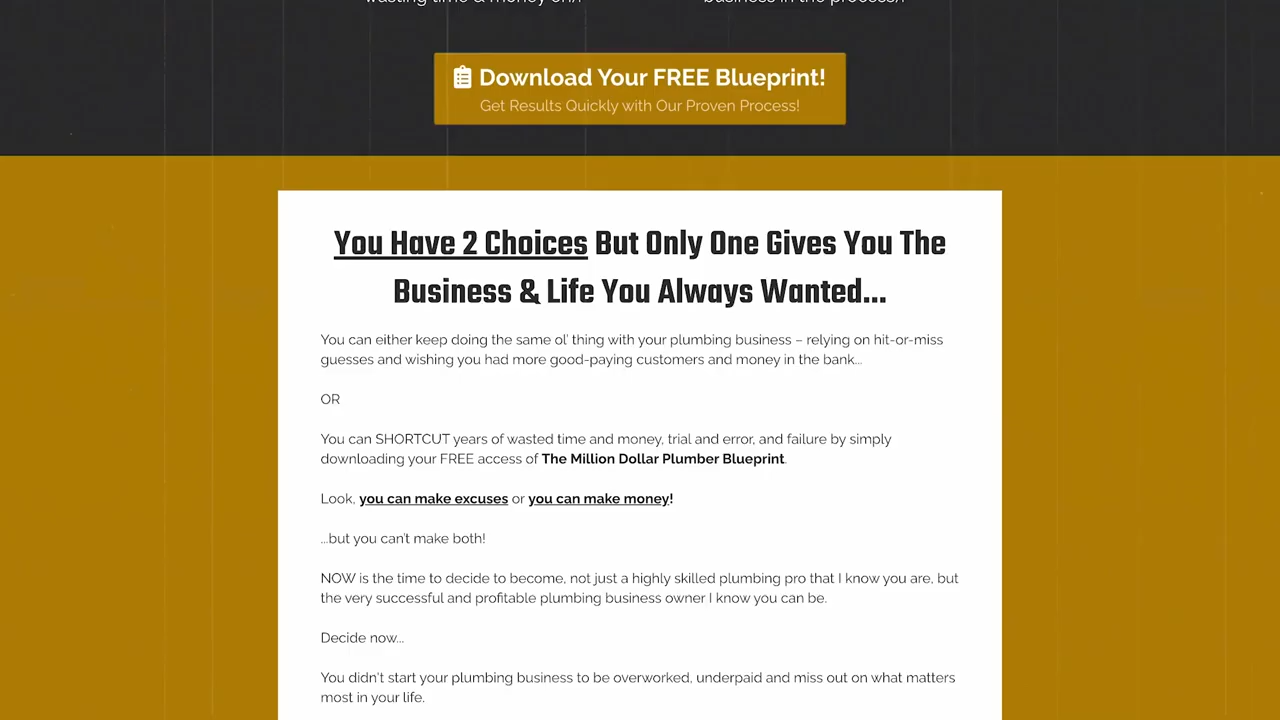 wasting time & money on//
business in the process//
Download Your FREE Blueprint!
Get Results Quickly with Our Proven Process!
You Have 2 Choices But Only One Gives You The
Business & Life You Always Wanted...
You can either keep doing the same ol' thing with your plumbing business – relying on hit-or-miss
guesses and wishing you had more good-paying customers and money in the bank...
OR
You can SHORTCUT years of wasted time and money, trial and error, and failure by simply
downloading your FREE access of The Million Dollar Plumber Blueprint.
Look, you can make excuses or you can make money!
...but you can't make both!
NOW is the time to decide to become, not just a highly skilled plumbing pro that I know you are, but
the very successful and profitable plumbing business owner I know you can be.
Decide now...
You didn't start your plumbing business to be overworked, underpaid and miss out on what matters
most in your life.